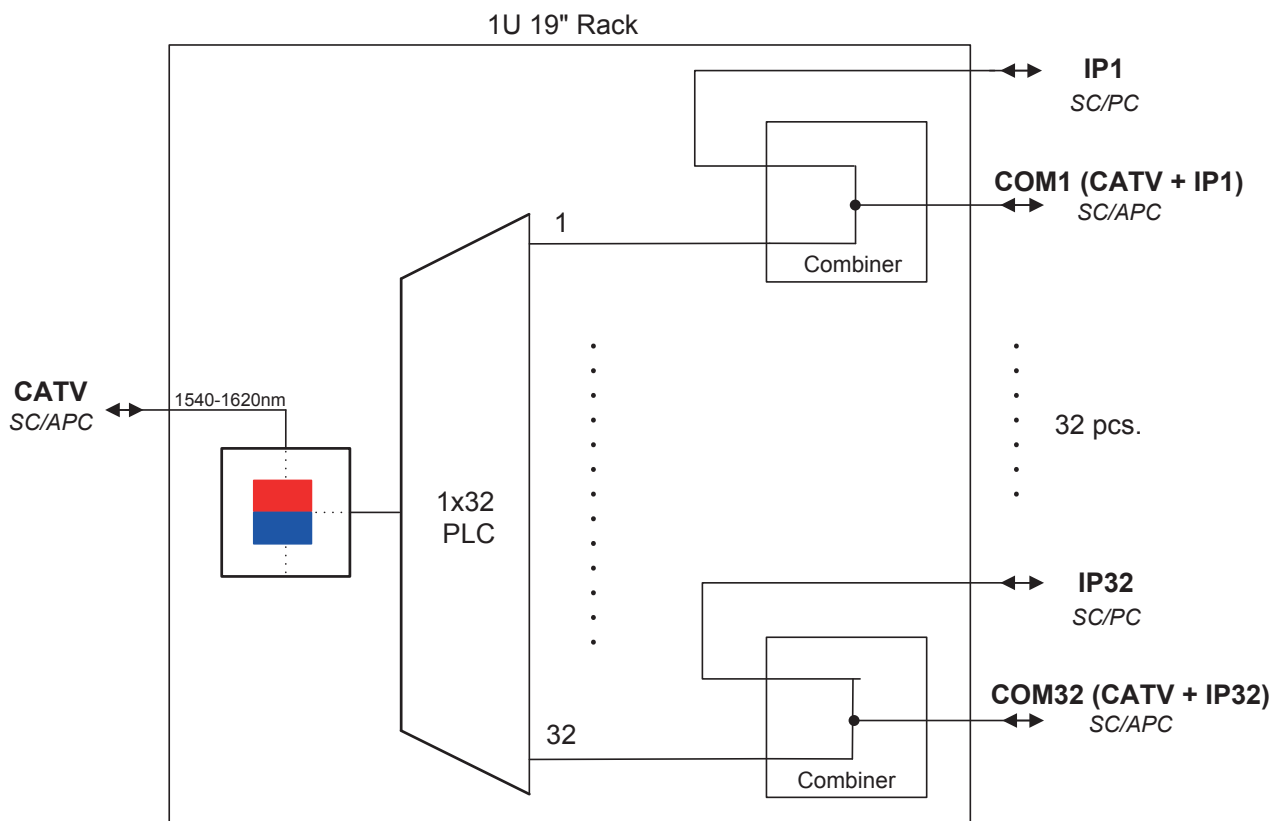 1U 19" Rack
IP1
SC/PC
COM1 (CATV + IP1)
SC/APC
1
Combiner
CATV
SC/APC
1540-1620nm
32 pcs.
1x32
PLC
IP32
SC/PC
COM32 (CATV + IP32)
SC/APC
32
Combiner